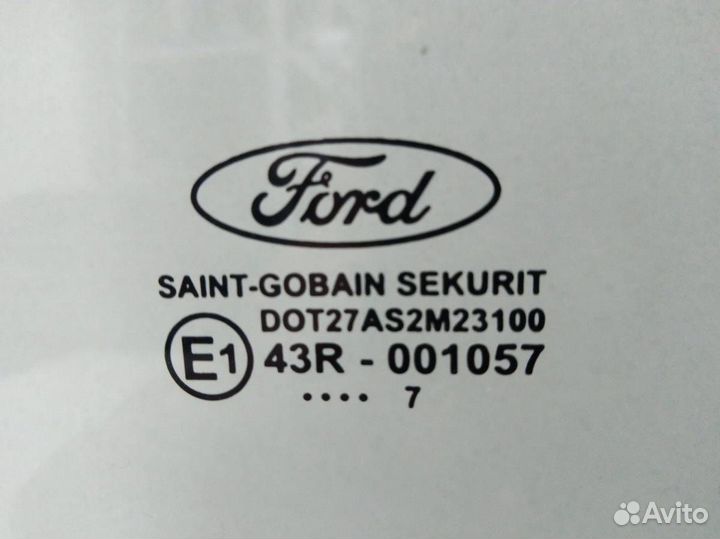 Ford
SAINT-GOBAIN SEKURIT
DOT27AS2M23100
E1 43R - 001057
•••• 7
Avito